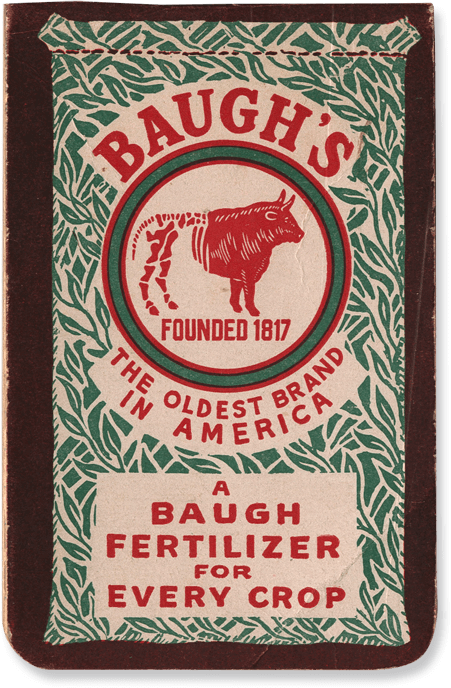 BAUGH'S
FOUNDED 1817
THE OLDEST BRAND
IN AMERICA
A
BAUGH
FERTILIZER
FOR
EVERY CROP